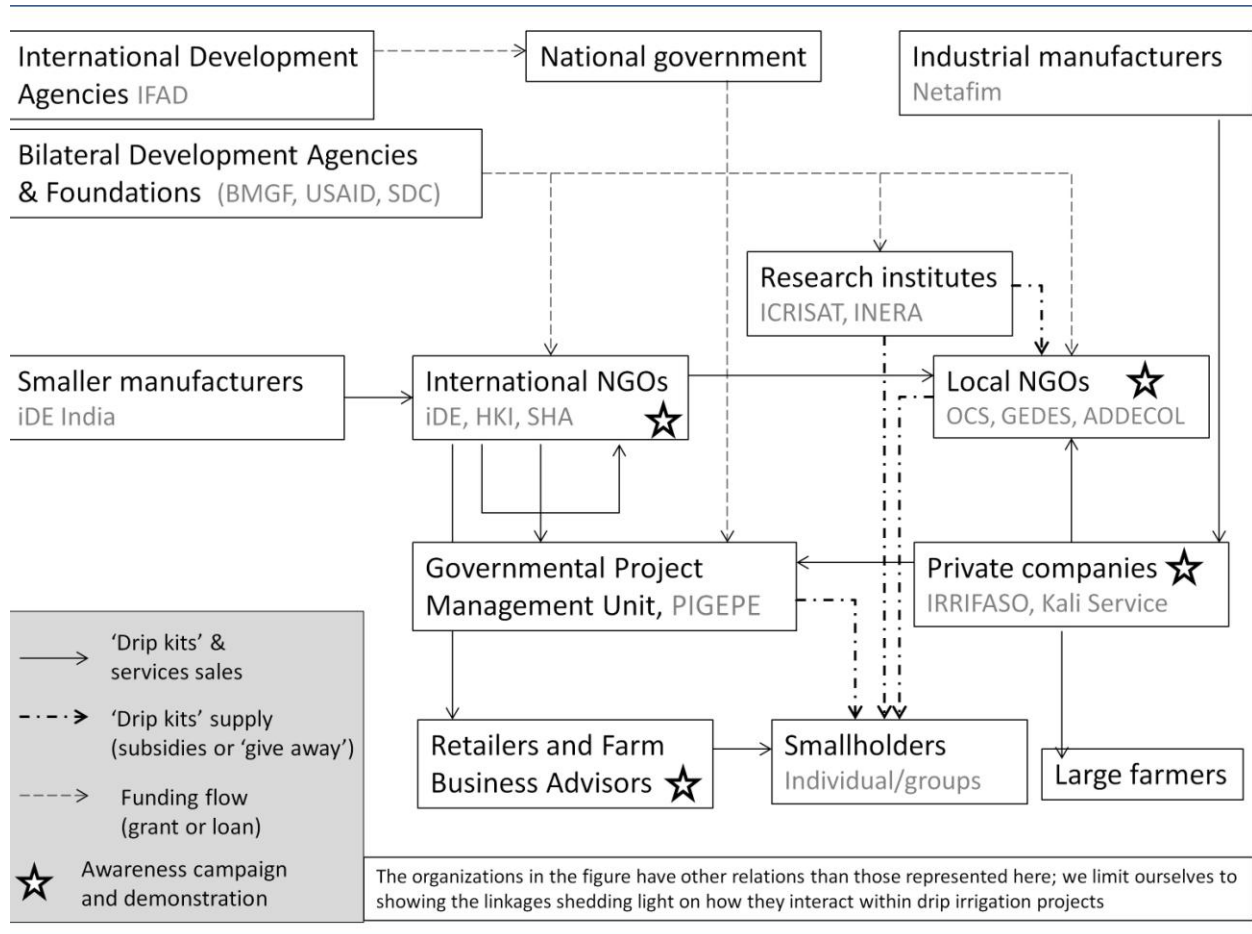 International Development
Agencies IFAD
National government
Industrial manufacturers
Netafim
Bilateral Development Agencies
& Foundations (BMGF, USAID, SDC)
Research institutes
ICRISAT, INERA
Smaller manufacturers
iDE India
International NGOs
iDE, HKI, SHA
Local NGOs
OCS, GEDES, ADDECOL
Governmental Project
Management Unit, PIGEPE
Private companies
IRRIFASO, Kali Service
Retailers and Farm
Business Advisors
Smallholders
Individual/groups
Large farmers
‘Drip kits’ &
services sales
‘Drip kits’ supply
(subsidies or ‘give away’)
Funding flow
(grant or loan)
Awareness campaign
and demonstration
The organizations in the figure have other relations than those represented here; we limit ourselves to
showing the linkages shedding light on how they interact within drip irrigation projects